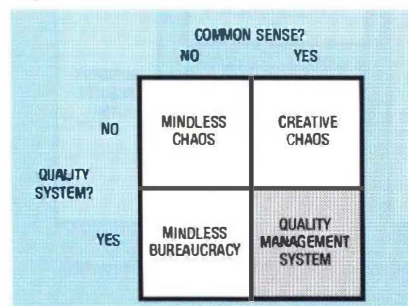 COMMON SENSE?
NO YES
NO
MINDLESS
CHAOS
CREATIVE
CHAOS
QUALITY
SYSTEM?
YES
MINDLESS
BUREAUCRACY
QUALITY
MANAGEMENT
SYSTEM